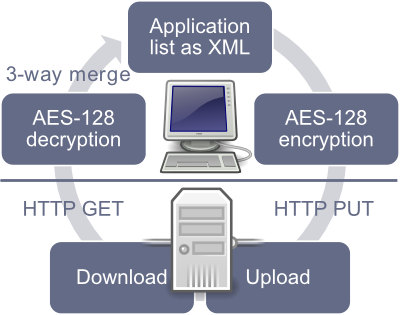 Application
list as XML
3-way merge
AES-128
decryption
AES-128
encryption
HTTP GET
HTTP PUT
Download
Upload